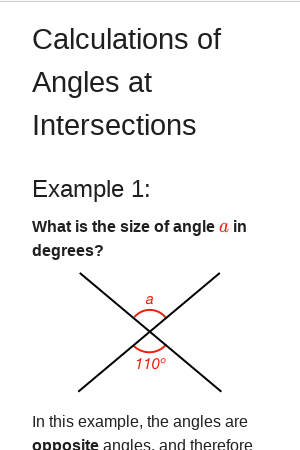 Calculations of
Angles at
Intersections
Example 1:
What is the size of angle a in
degrees?
a
110º
In this example, the angles are
opposite angles, and therefore